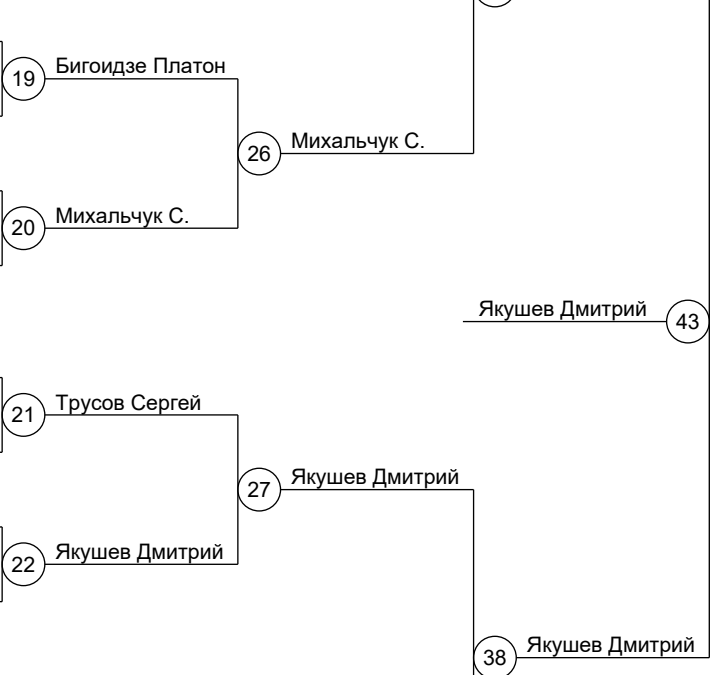 19
Бигоидзе Платон
26
Михальчук С.
20
Михальчук С.
Якушев Дмитрий
43
21
Трусов Сергей
27
Якушев Дмитрий
22
Якушев Дмитрий
38
Якушев Дмитрий